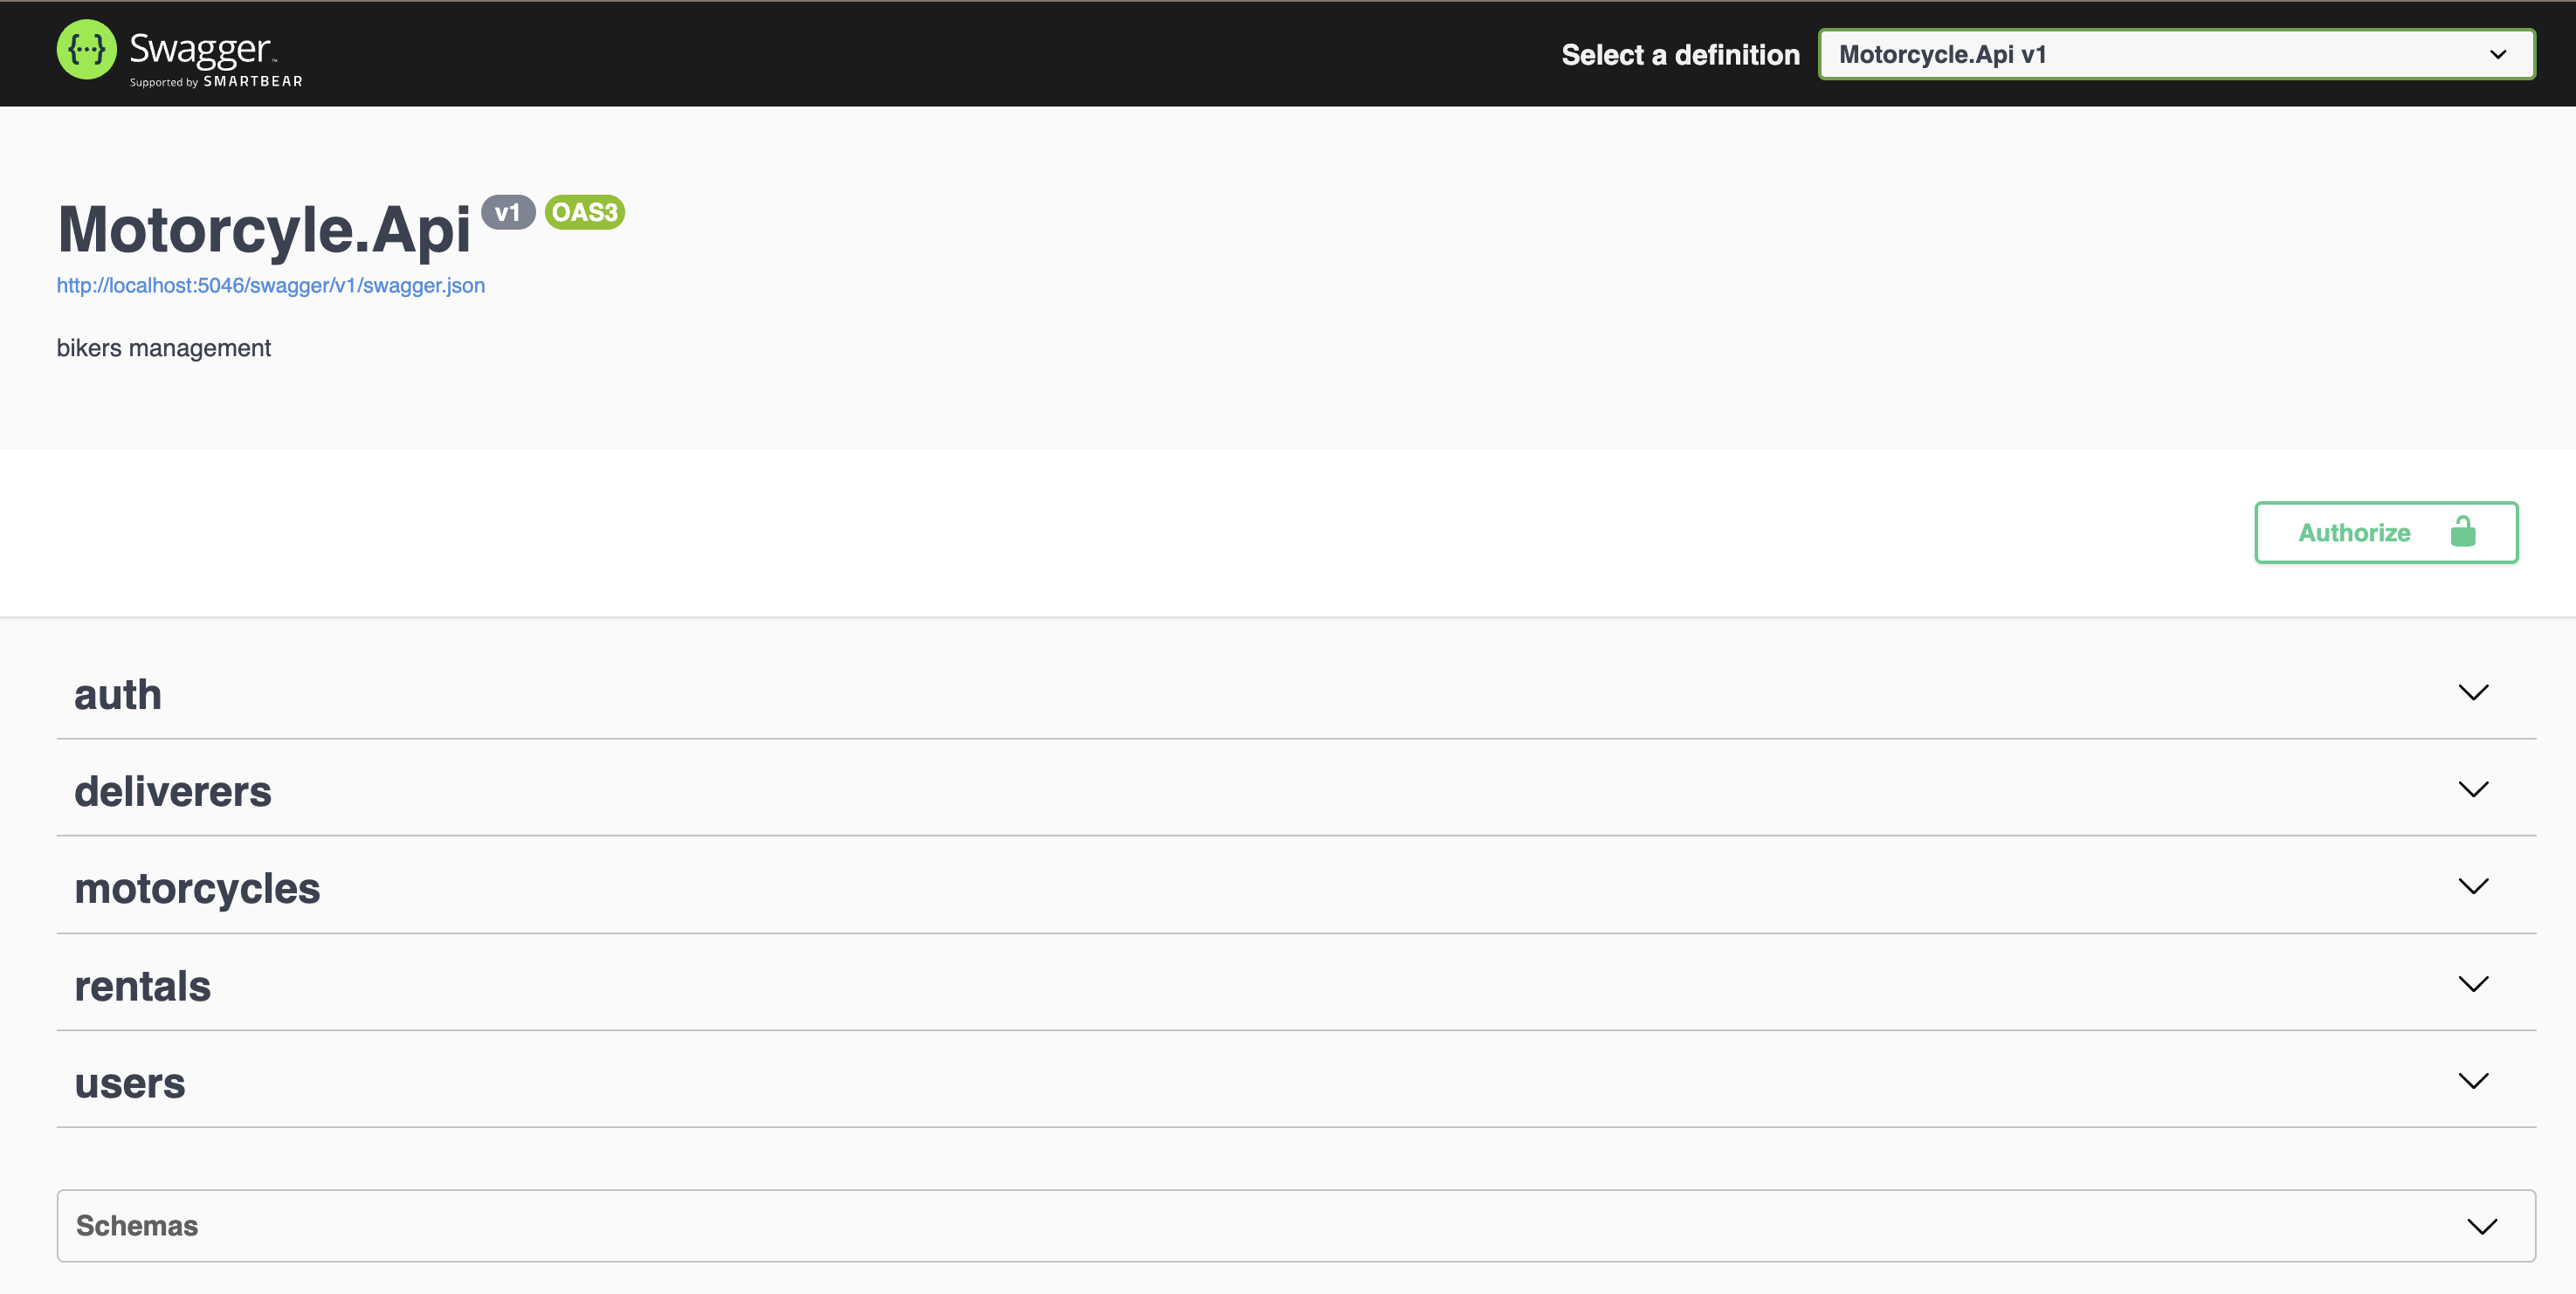 Swagger™
Supported by SMARTBEAR
Select a definition
Motorcycle.Api v1
Motorcyle.Api v1 OAS3
http://localhost:5046/swagger/v1/swagger.json
bikers management
Authorize
auth
deliverers
motorcycles
rentals
users
Schemas